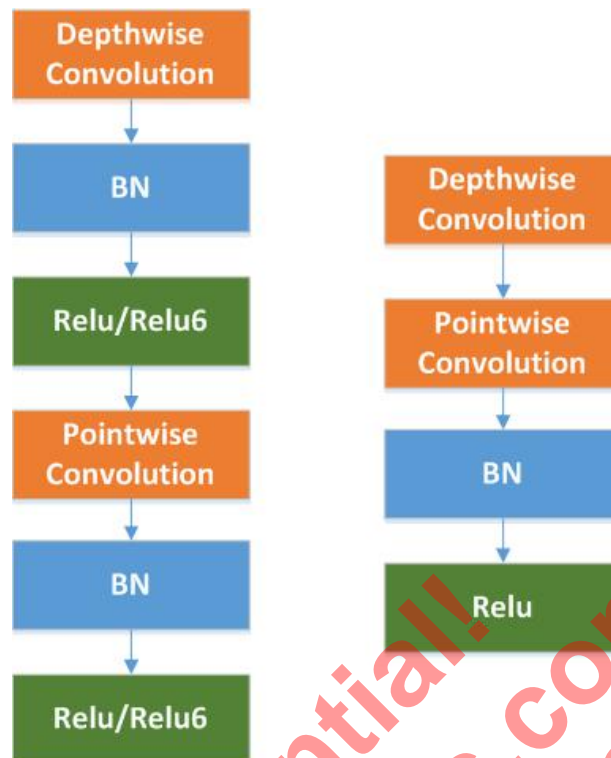 Depthwise
Convolution
BN
Relu/Relu6
Pointwise
Convolution
BN
Relu/Relu6
Depthwise
Convolution
Pointwise
Convolution
BN
Relu